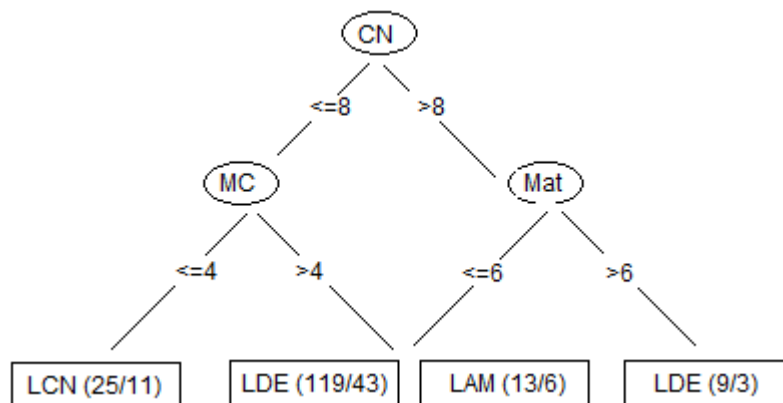 CN
<=8 >8
MC Mat
<=4 >4 <=6 >6
LCN (25/11) LDE (119/43) LAM (13/6) LDE (9/3)